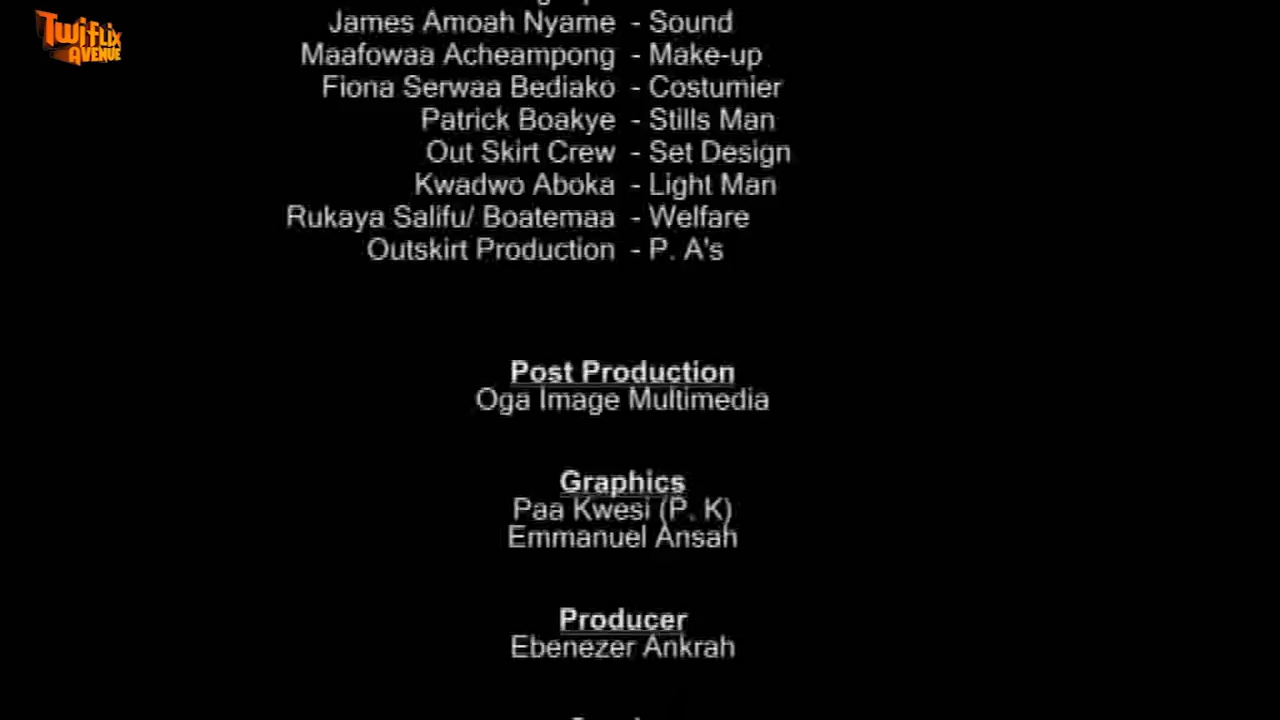 TWIFLIX
AVENUE
James Amoah Nyame - Sound
Maafowaa Acheampong - Make-up
Fiona Serwaa Bediako - Costumier
Patrick Boakye - Stills Man
Out Skirt Crew - Set Design
Kwadwo Aboka - Light Man
Rukaya Salifu/ Boatemaa - Welfare
Outskirt Production - P. A's
Post Production
Oga Image Multimedia
Graphics
Paa Kwesi (P. K)
Emmanuel Ansah
Producer
Ebenezer Ankrah